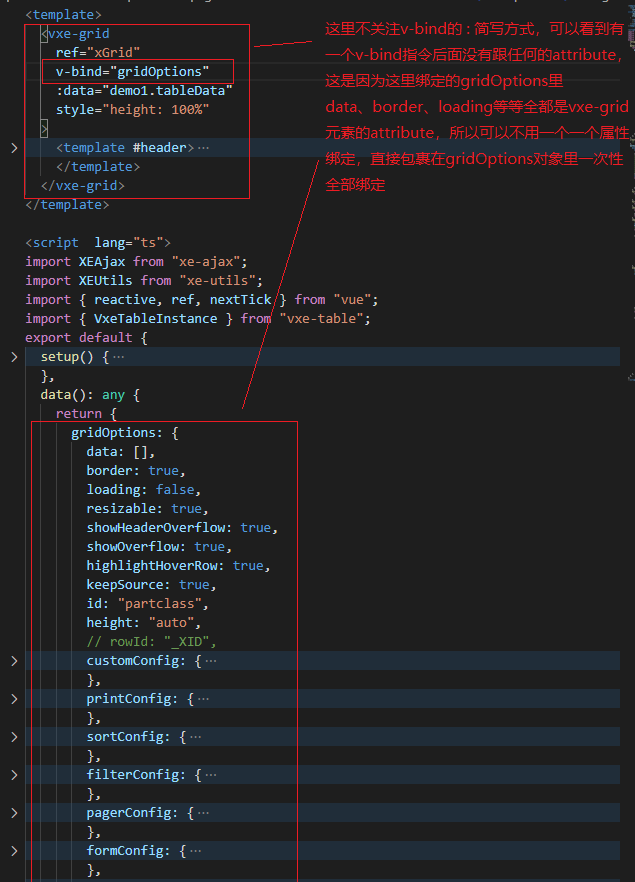 <template>
<vxe-grid
ref="xGrid"
v-bind="gridOptions"
:data="demo1.tableData"
style="height: 100%"
>
<template #header>···
</template>
</vxe-grid>
</template>
这里不关注v-bind的 : 简写方式，可以看到有
一个v-bind指令后面没有跟任何的attribute，
这是因为这里绑定的gridOptions里
data、border、loading等等全都是vxe-grid
元素的attribute，所以可以不用一个一个属性
绑定，直接包裹在gridOptions对象里一次性
全部绑定
<script  lang="ts">
import XEAjax from "xe-ajax";
import XEUtils from "xe-utils";
import { reactive, ref, nextTick } from "vue";
import { VxeTableInstance } from "vxe-table";
export default {
setup() {···
},
data(): any {
return {
gridOptions: {
data: [],
border: true,
loading: false,
resizable: true,
showHeaderOverflow: true,
showOverflow: true,
highlightHoverRow: true,
keepSource: true,
id: "partclass",
height: "auto",
// rowId: "_XID",
customConfig: {···
},
printConfig: {···
},
sortConfig: {···
},
filterConfig: {···
},
pagerConfig: {···
},
formConfig: {···
},